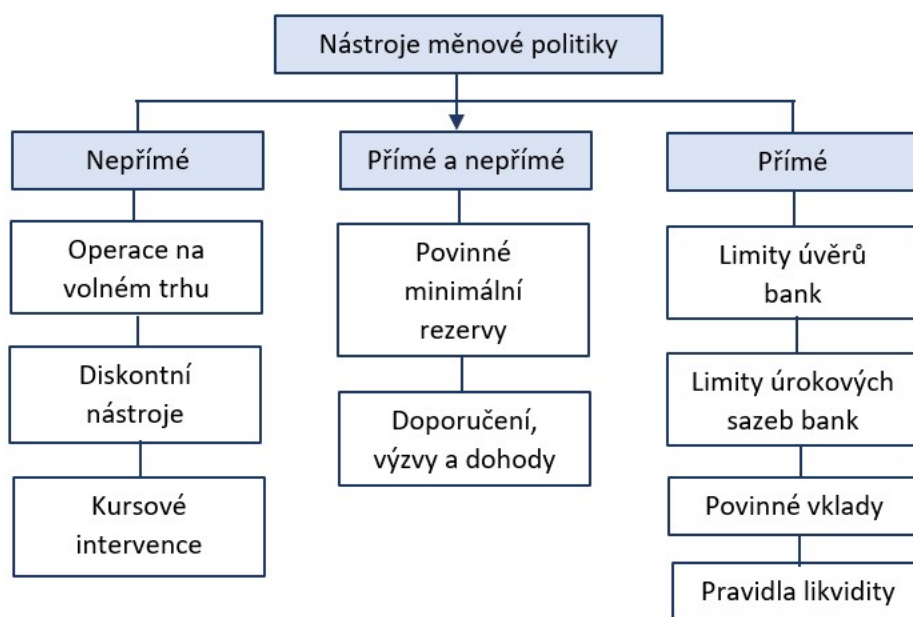 Nástroje měnové politiky
Nepřímé
Operace na
volném trhu
Diskontní
nástroje
Kursové
intervence
Přímé a nepřímé
Povinné
minimální
rezervy
Doporučení,
výzvy a dohody
Přímé
Limity úvěrů
bank
Limity úrokových
sazeb bank
Povinné vklady
Pravidla likvidity